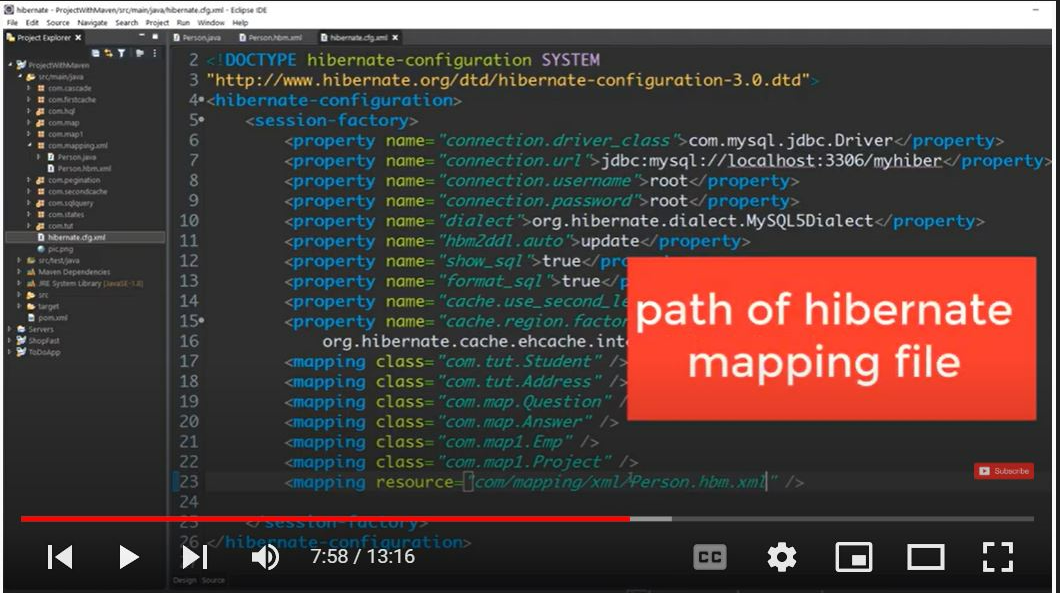 hibernate - ProjectWithMaven/src/main/java/hibernate.cfg.xml - Eclipse IDE
File Edit Source Navigate Search Project Run Window Help
Project Explorer
Person.java Person.hbm.xml hibernate.cfg.xml
ProjectWithMaven
src/main/java
com.cascade
com.firstcache
com.hql
com.map
com.map1
com.mapping.xml
Person.java
Person.hbm.xml
com.pegination
com.secondcache
com.sqlquery
com.states
com.tut
hibernate.cfg.xml
pic.png
src/test/java
Maven Dependencies
JRE System Library [JavaSE-1.8]
src
target
pom.xml
Servers
ShopFast
ToDoApp
2 <!DOCTYPE hibernate-configuration SYSTEM
3 "http://www.hibernate.org/dtd/hibernate-configuration-3.0.dtd">
4 <hibernate-configuration>
5 <session-factory>
6 <property name="connection.driver_class">com.mysql.jdbc.Driver</property>
7 <property name="connection.url">jdbc:mysql://localhost:3306/myhiber</property>
8 <property name="connection.username">root</property>
9 <property name="connection.password">root</property>
10 <property name="dialect">org.hibernate.dialect.MySQL5Dialect</property>
11 <property name="hbm2ddl.auto">update</property>
12 <property name="show_sql">true</pro
13 <property name="format_sql">true</p
14 <property name="cache.use_second_le
15 <property name="cache.region.factor
16 org.hibernate.cache.ehcache.inte
17 <mapping class="com.tut.Student" />
18 <mapping class="com.tut.Address" />
19 <mapping class="com.map.Question" /
20 <mapping class="com.map.Answer" />
21 <mapping class="com.map1.Emp" />
22 <mapping class="com.map1.Project" />
23 <mapping resource="com/mapping/xml/Person.hbm.xml" />
24
25 </session-factory>
26 </hibernate-configuration>
path of hibernate
mapping file
Subscribe
7:58 / 13:16
CC
Design Source